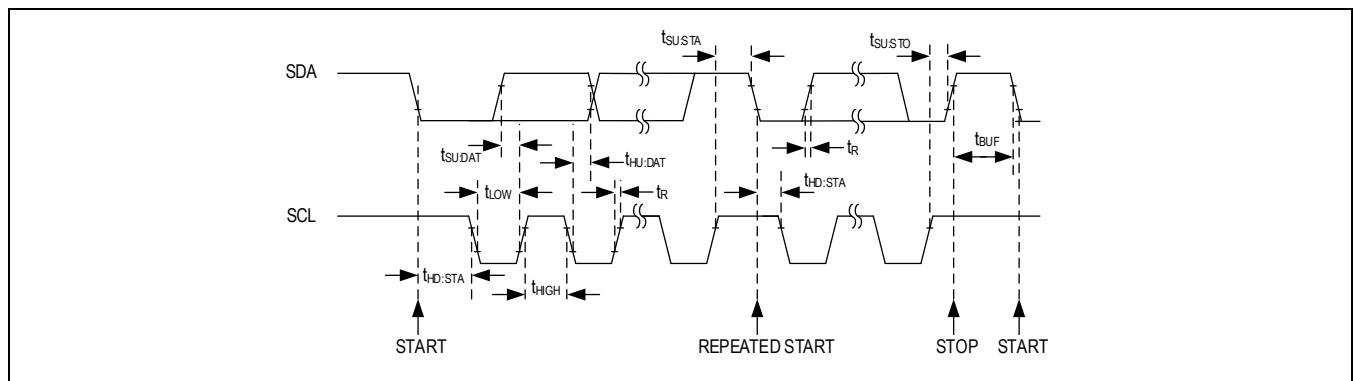 tSU:STA
tSU:STO
SDA
tSU:DAT
tHU:DAT
tR
tBUF
tLOW
tR
tHD:STA
SCL
tHD:STA
tHIGH
START
REPEATED START
STOP
START